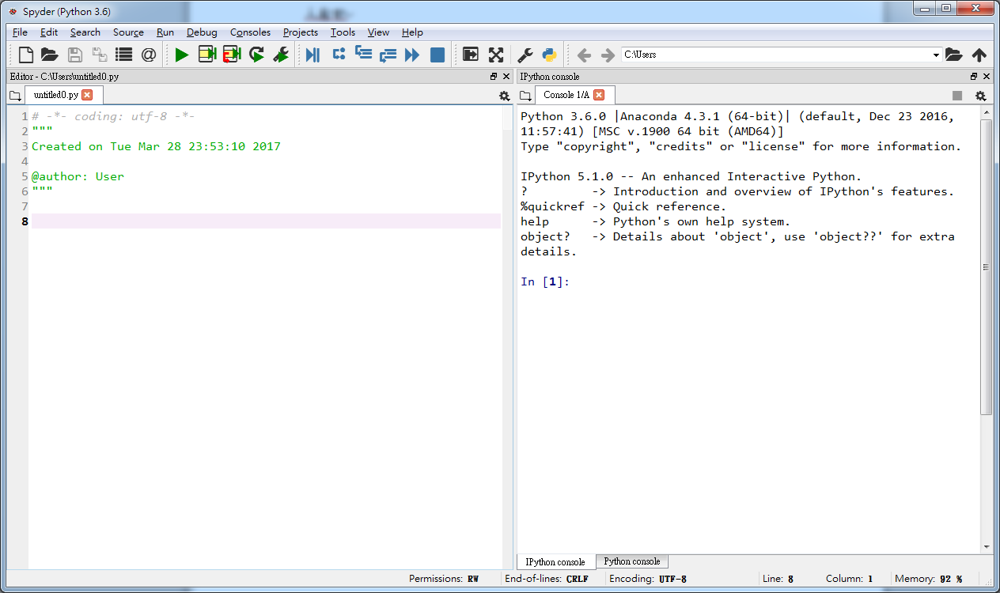 Spyder (Python 3.6)
File Edit Search Source Run Debug Consoles Projects Tools View Help
C:\Users
Editor - C:\Users\untitled0.py
untitled0.py
1 # -*- coding: utf-8 -*-
2 """
3 Created on Tue Mar 28 23:53:10 2017
4
5 @author: User
6 """
7
8
IPython console
Console 1/A
Python 3.6.0 |Anaconda 4.3.1 (64-bit)| (default, Dec 23 2016,
11:57:41) [MSC v.1900 64 bit (AMD64)]
Type "copyright", "credits" or "license" for more information.
IPython 5.1.0 -- An enhanced Interactive Python.
? -> Introduction and overview of IPython's features.
%quickref -> Quick reference.
help -> Python's own help system.
object? -> Details about 'object', use 'object??' for extra
details.
In [1]:
IPython console Python console
Permissions: RW End-of-lines: CRLF Encoding: UTF-8 Line: 8 Column: 1 Memory: 92 %